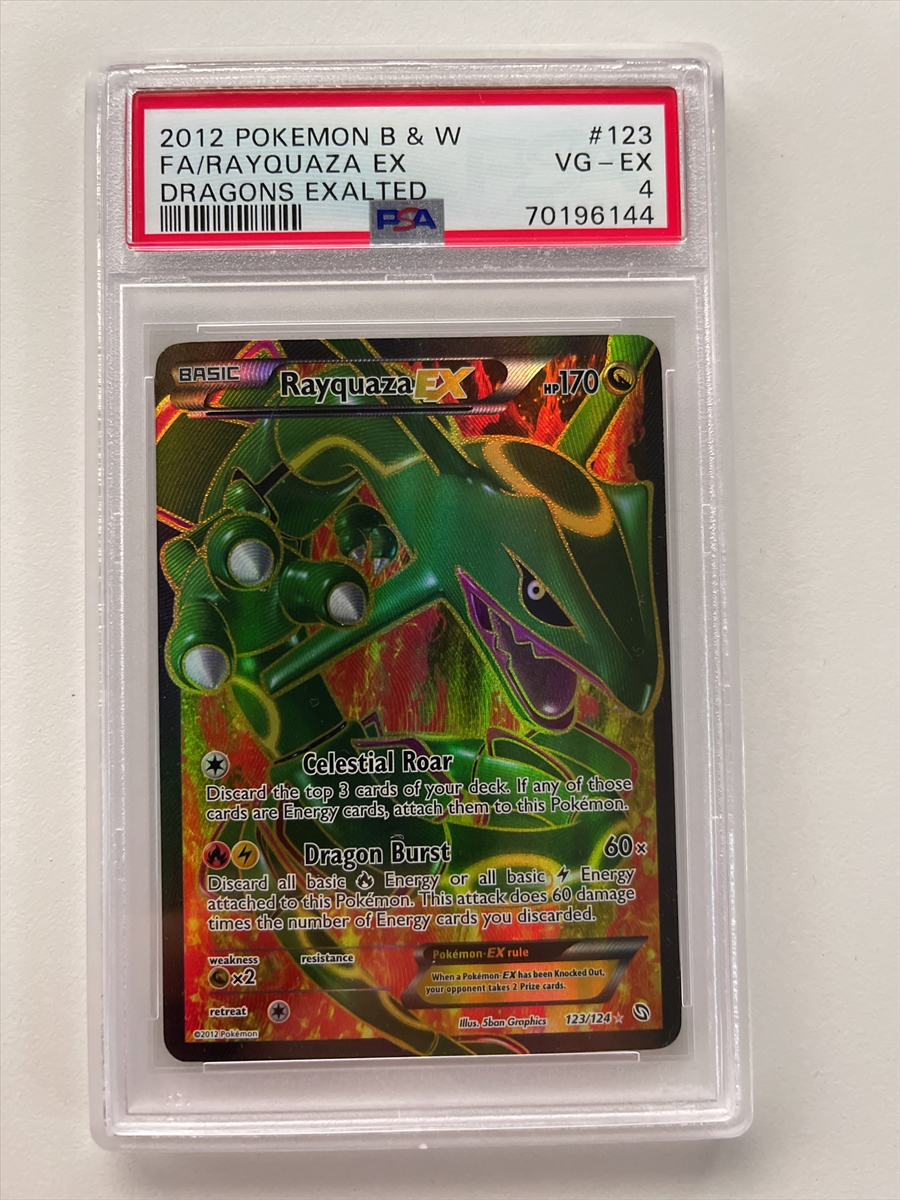 2012 POKEMON B & W #123
FA/RAYQUAZA EX VG-EX
DRAGONS EXALTED 4
PSA 70196144
BASIC Rayquaza EX HP170
Celestial Roar
Discard the top 3 cards of your deck. If any of those
cards are Energy cards, attach them to this Pokémon.
Dragon Burst 60×
Discard all basic Energy or all basic Energy
attached to this Pokémon. This attack does 60 damage
times the number of Energy cards you discarded.
weakness resistance
×2
retreat
Pokémon-EX rule
When a Pokémon-EX has been Knocked Out,
your opponent takes 2 Prize cards.
Illus. 5ban Graphics 123/124
©2012 Pokémon